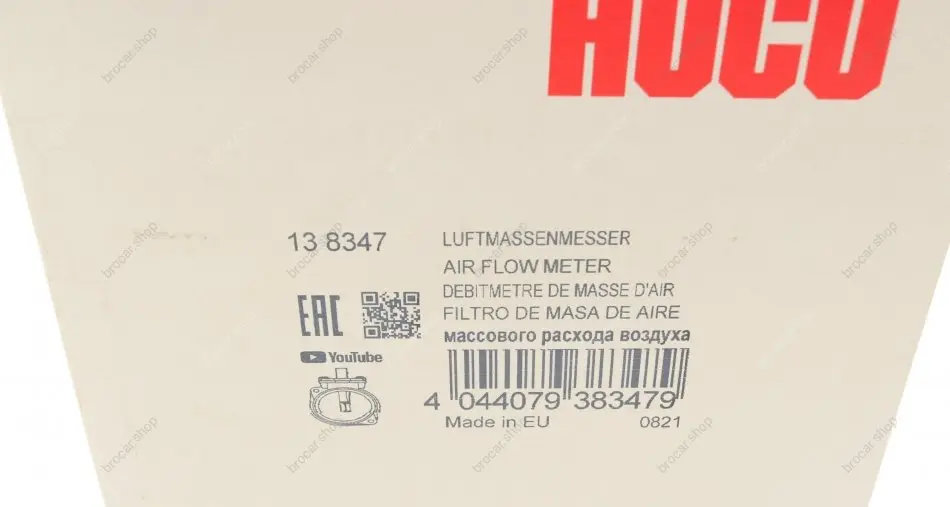 HUCO
13 8347
LUFTMASSENMESSER
AIR FLOW METER
DEBITMETRE DE MASSE D'AIR
FILTRO DE MASA DE AIRE
массового расхода воздуха
EAC
YouTube
4 044079 383479
Made in EU 0821
brocar.shop